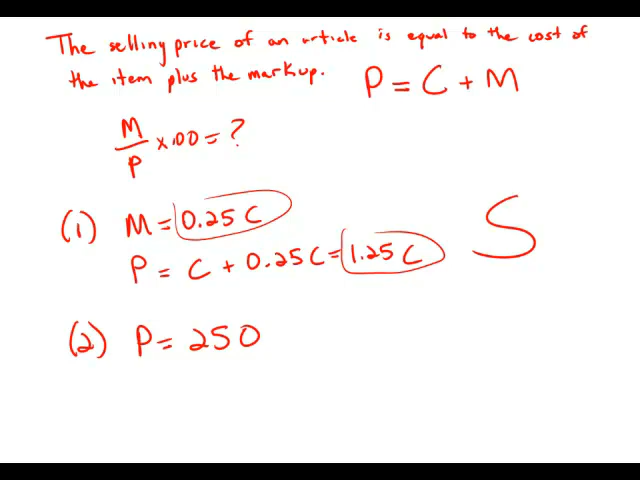 The selling price of an article is equal to the cost of
the item plus the markup. P = C + M
M/P × 100 = ?
(1) M = 0.25 C
P = C + 0.25 C = 1.25 C
S
(2) P = 250